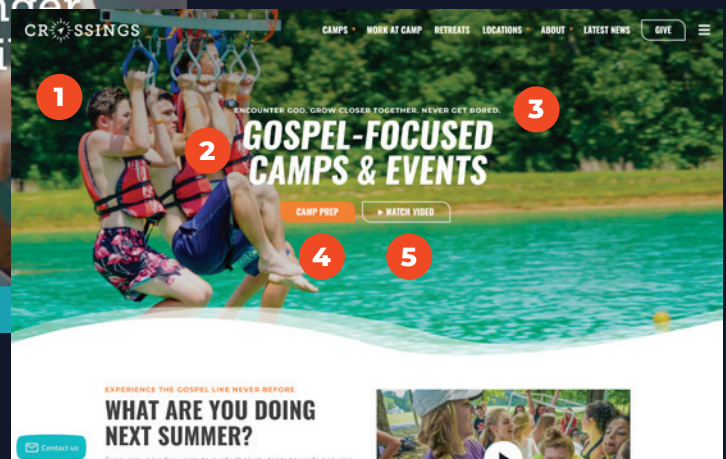 nger
CROSSINGS
CAMPS WORK AT CAMP RETREATS LOCATIONS ABOUT LATEST NEWS GIVE
1
ENCOUNTER GOD. GROW CLOSER TOGETHER. NEVER GET BORED.
3
2
GOSPEL-FOCUSED
CAMPS & EVENTS
CAMP PREP
WATCH VIDEO
4
5
EXPERIENCE THE GOSPEL LIKE NEVER BEFORE
WHAT ARE YOU DOING
NEXT SUMMER?
Contact us